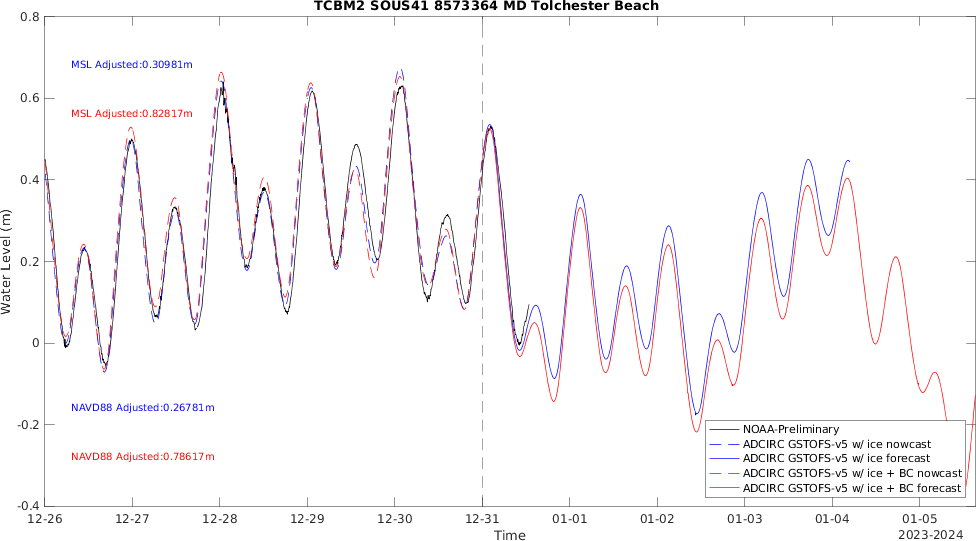 TCBM2 SOUS41 8573364 MD Tolchester Beach
0.8
0.6
0.4
0.2
0
-0.2
-0.4
Water Level (m)
MSL Adjusted:0.30981m
MSL Adjusted:0.82817m
NAVD88 Adjusted:0.26781m
NAVD88 Adjusted:0.78617m
NOAA-Preliminary
ADCIRC GSTOFS-v5 w/ ice nowcast
ADCIRC GSTOFS-v5 w/ ice forecast
ADCIRC GSTOFS-v5 w/ ice + BC nowcast
ADCIRC GSTOFS-v5 w/ ice + BC forecast
12-26 12-27 12-28 12-29 12-30 12-31 01-01 01-02 01-03 01-04 01-05
Time
2023-2024